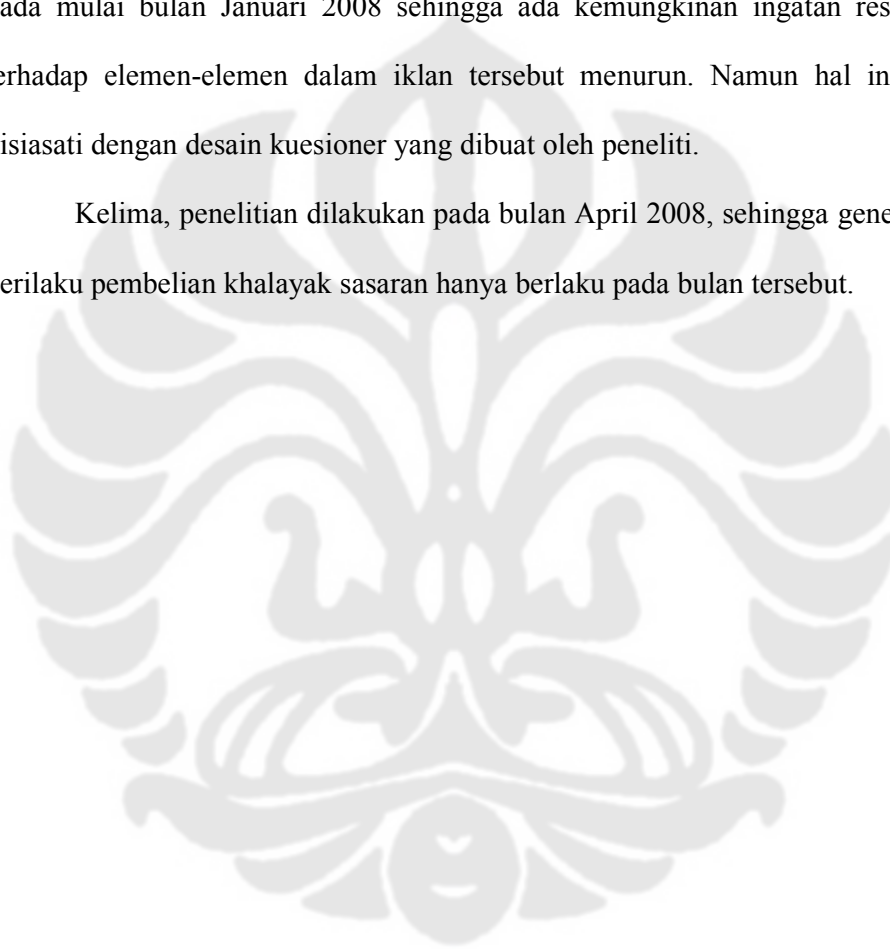 ada mulai bulan Januari 2008 sehingga ada kemungkinan ingatan res
erhadap elemen-elemen dalam iklan tersebut menurun. Namun hal in
isiasati dengan desain kuesioner yang dibuat oleh peneliti.
Kelima, penelitian dilakukan pada bulan April 2008, sehingga gene
erilaku pembelian khalayak sasaran hanya berlaku pada bulan tersebut.